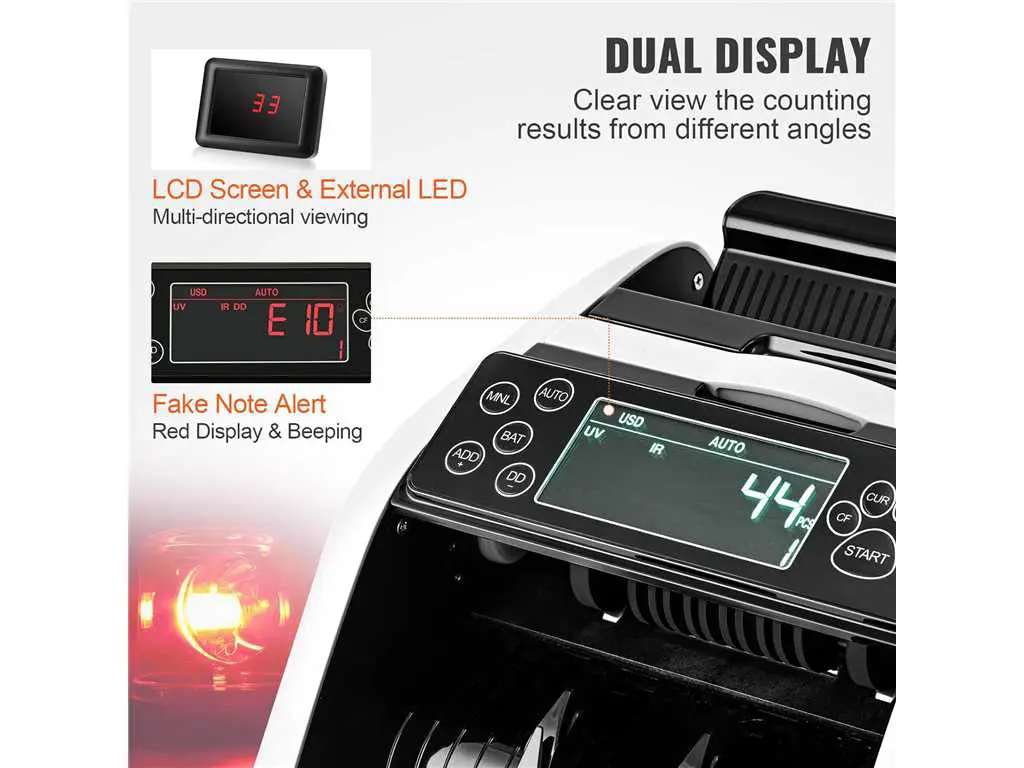 DUAL DISPLAY
Clear view the counting
results from different angles
33
LCD Screen & External LED
Multi-directional viewing
USD AUTO
UV IR DD
E 10
CF
1
Fake Note Alert
Red Display & Beeping
MNL AUTO
BAT
ADD
+
DD
-
USD
UV IR AUTO
44
PCS
1
CUR
CF
START